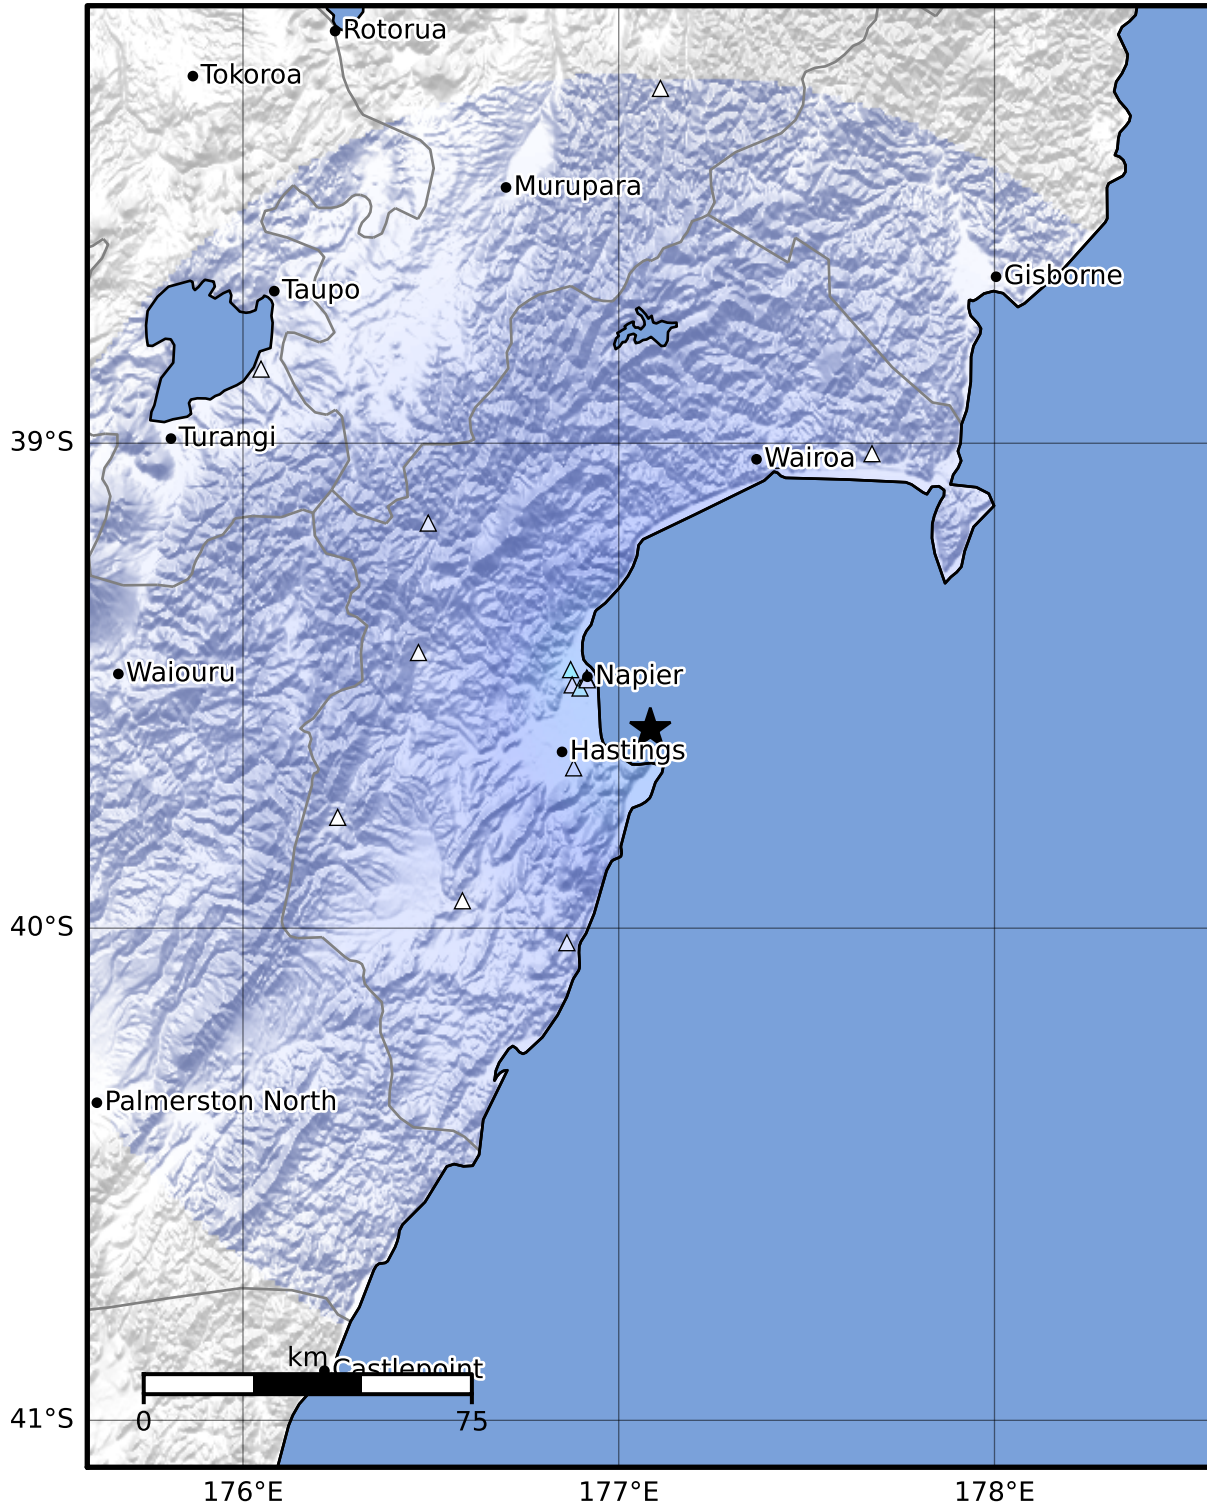 Rotorua
Tokoroa
Murupara
Gisborne
Taupo
39°S
Turangi
Wairoa
Waiouru
Napier
Hastings
40°S
Palmerston North
km
Castlepoint
0
75
41°S
176°E
177°E
178°E